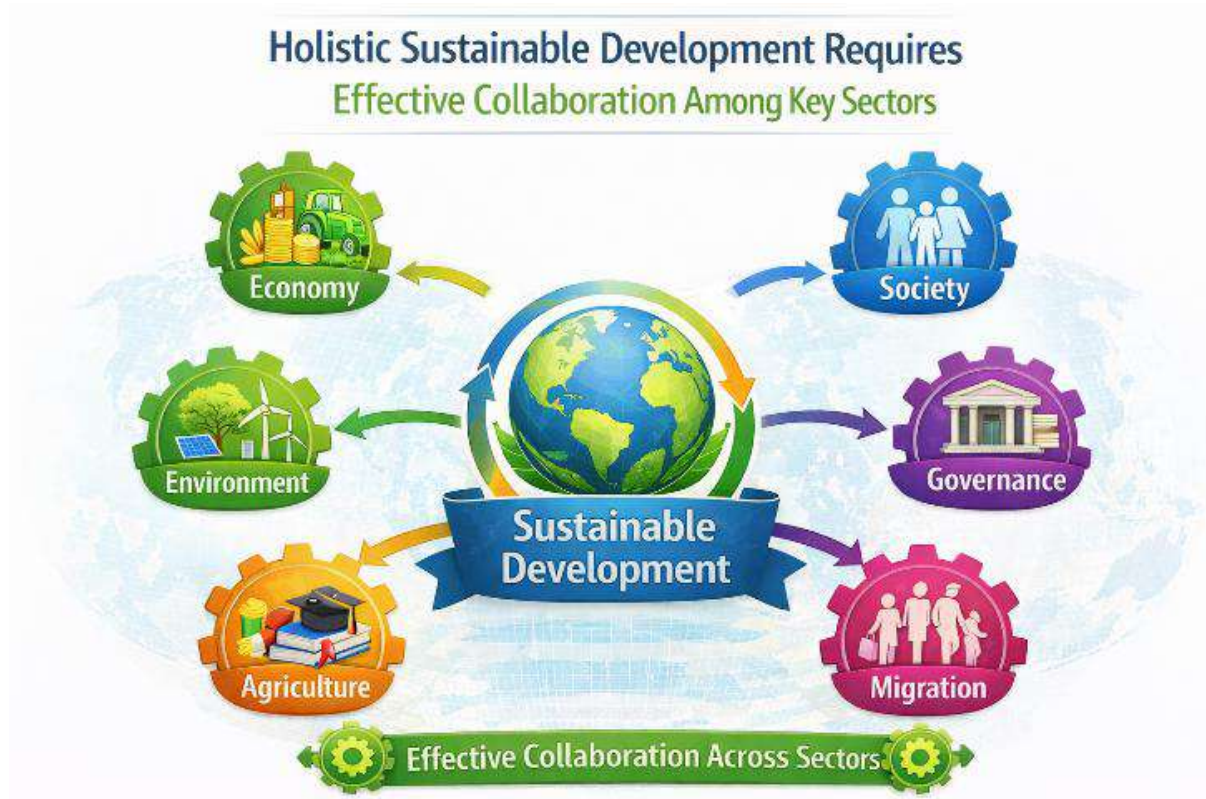 Holistic Sustainable Development Requires
Effective Collaboration Among Key Sectors
Economy
Society
Environment
Governance
Sustainable
Development
Agriculture
Migration
Effective Collaboration Across Sectors